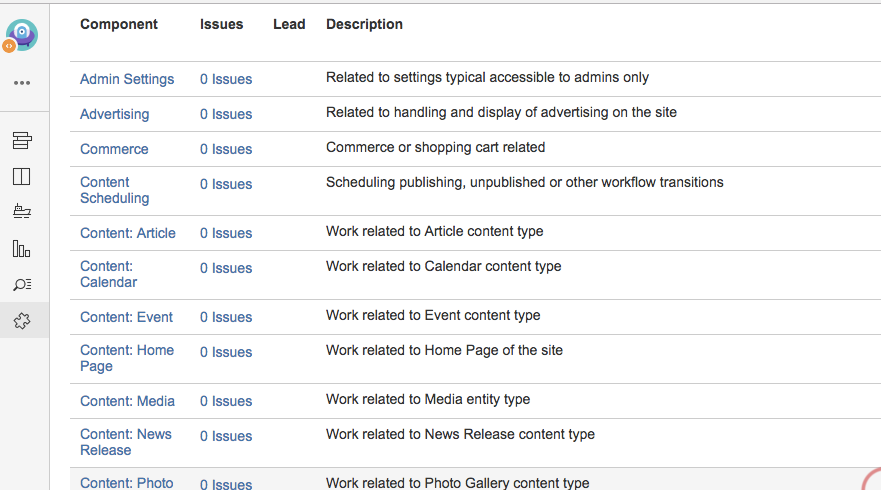 Component Issues Lead Description
Admin Settings 0 Issues Related to settings typical accessible to admins only
Advertising 0 Issues Related to handling and display of advertising on the site
Commerce 0 Issues Commerce or shopping cart related
Content 0 Issues Scheduling publishing, unpublished or other workflow transitions
Scheduling
Content: Article 0 Issues Work related to Article content type
Content: 0 Issues Work related to Calendar content type
Calendar
Content: Event 0 Issues Work related to Event content type
Content: Home 0 Issues Work related to Home Page of the site
Page
Content: Media 0 Issues Work related to Media entity type
Content: News 0 Issues Work related to News Release content type
Release
Content: Photo 0 Issues Work related to Photo Gallery content type